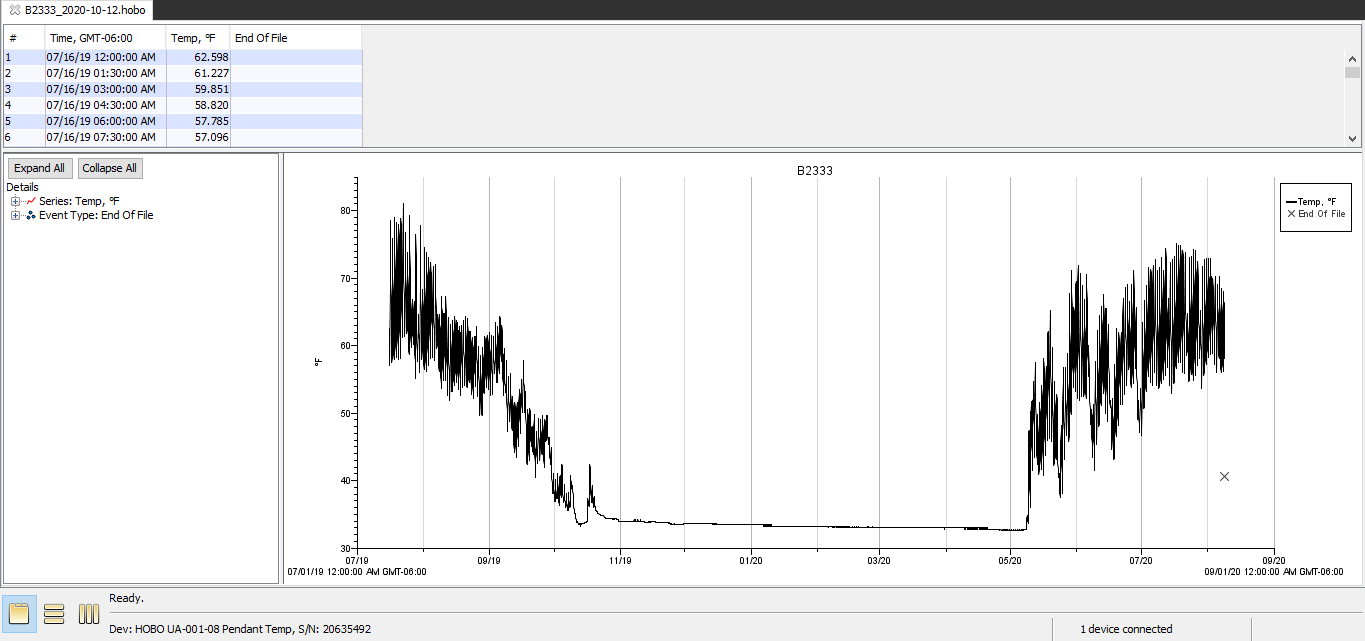 B2333_2020-10-12.hobo
# Time, GMT-06:00 Temp, °F End Of File
1 07/16/19 12:00:00 AM 62.598
2 07/16/19 01:30:00 AM 61.227
3 07/16/19 03:00:00 AM 59.851
4 07/16/19 04:30:00 AM 58.820
5 07/16/19 06:00:00 AM 57.785
6 07/16/19 07:30:00 AM 57.096
Expand All Collapse All
Details
Series: Temp, °F
Event Type: End Of File
B2333
80
70
60
50
40
30
°F
Temp, °F
End Of File
07/19 09/19 11/19 01/20 03/20 05/20 07/20 09/20
07/01/19 12:00:00 AM GMT-06:00 09/01/20 12:00:00 AM GMT-06:00
Ready.
Dev: HOBO UA-001-08 Pendant Temp, S/N: 20635492 1 device connected